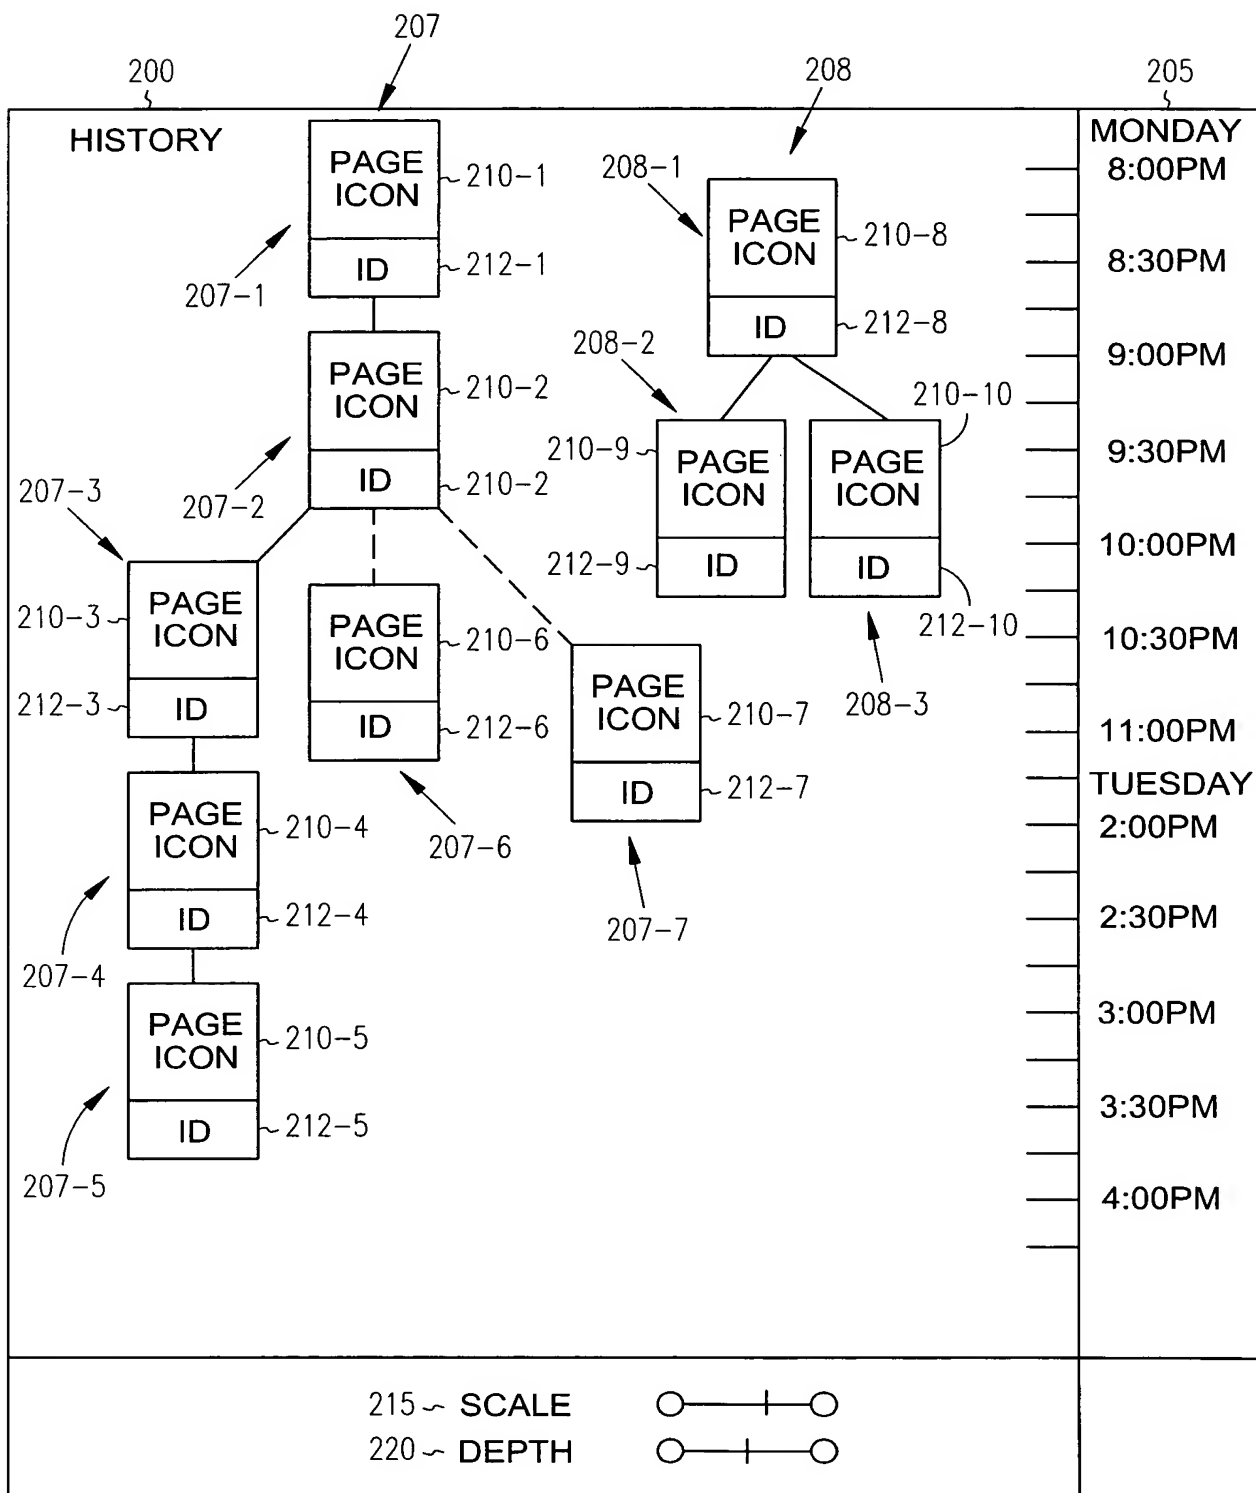 207
200
208
205
HISTORY
MONDAY
PAGE
ICON
210-1
ID
212-1
207-1
208-1
PAGE
ICON
210-8
ID
212-8
8:00PM
8:30PM
9:00PM
PAGE
ICON
210-2
ID
210-2
207-2
208-2
210-9
PAGE
ICON
212-9
ID
210-10
PAGE
ICON
ID
212-10
208-3
9:30PM
10:00PM
10:30PM
11:00PM
207-3
210-3
PAGE
ICON
212-3
ID
PAGE
ICON
210-6
ID
212-6
207-6
PAGE
ICON
210-7
ID
212-7
207-7
TUESDAY
2:00PM
2:30PM
3:00PM
3:30PM
4:00PM
PAGE
ICON
210-4
ID
212-4
207-4
PAGE
ICON
210-5
ID
212-5
207-5
215 SCALE
220 DEPTH